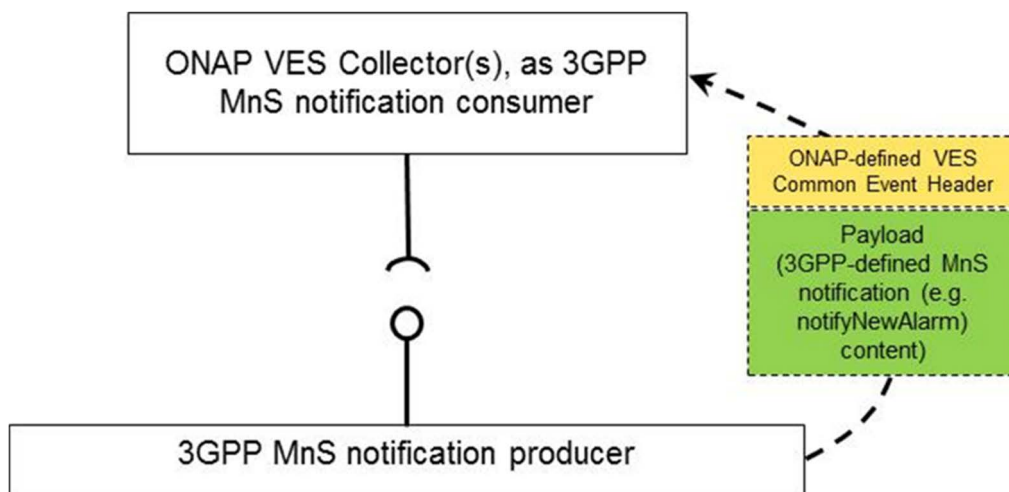 ONAP VES Collector(s), as 3GPP
MnS notification consumer
ONAP-defined VES
Common Event Header
Payload
(3GPP-defined MnS
notification (e.g.
notifyNewAlarm)
content)
3GPP MnS notification producer